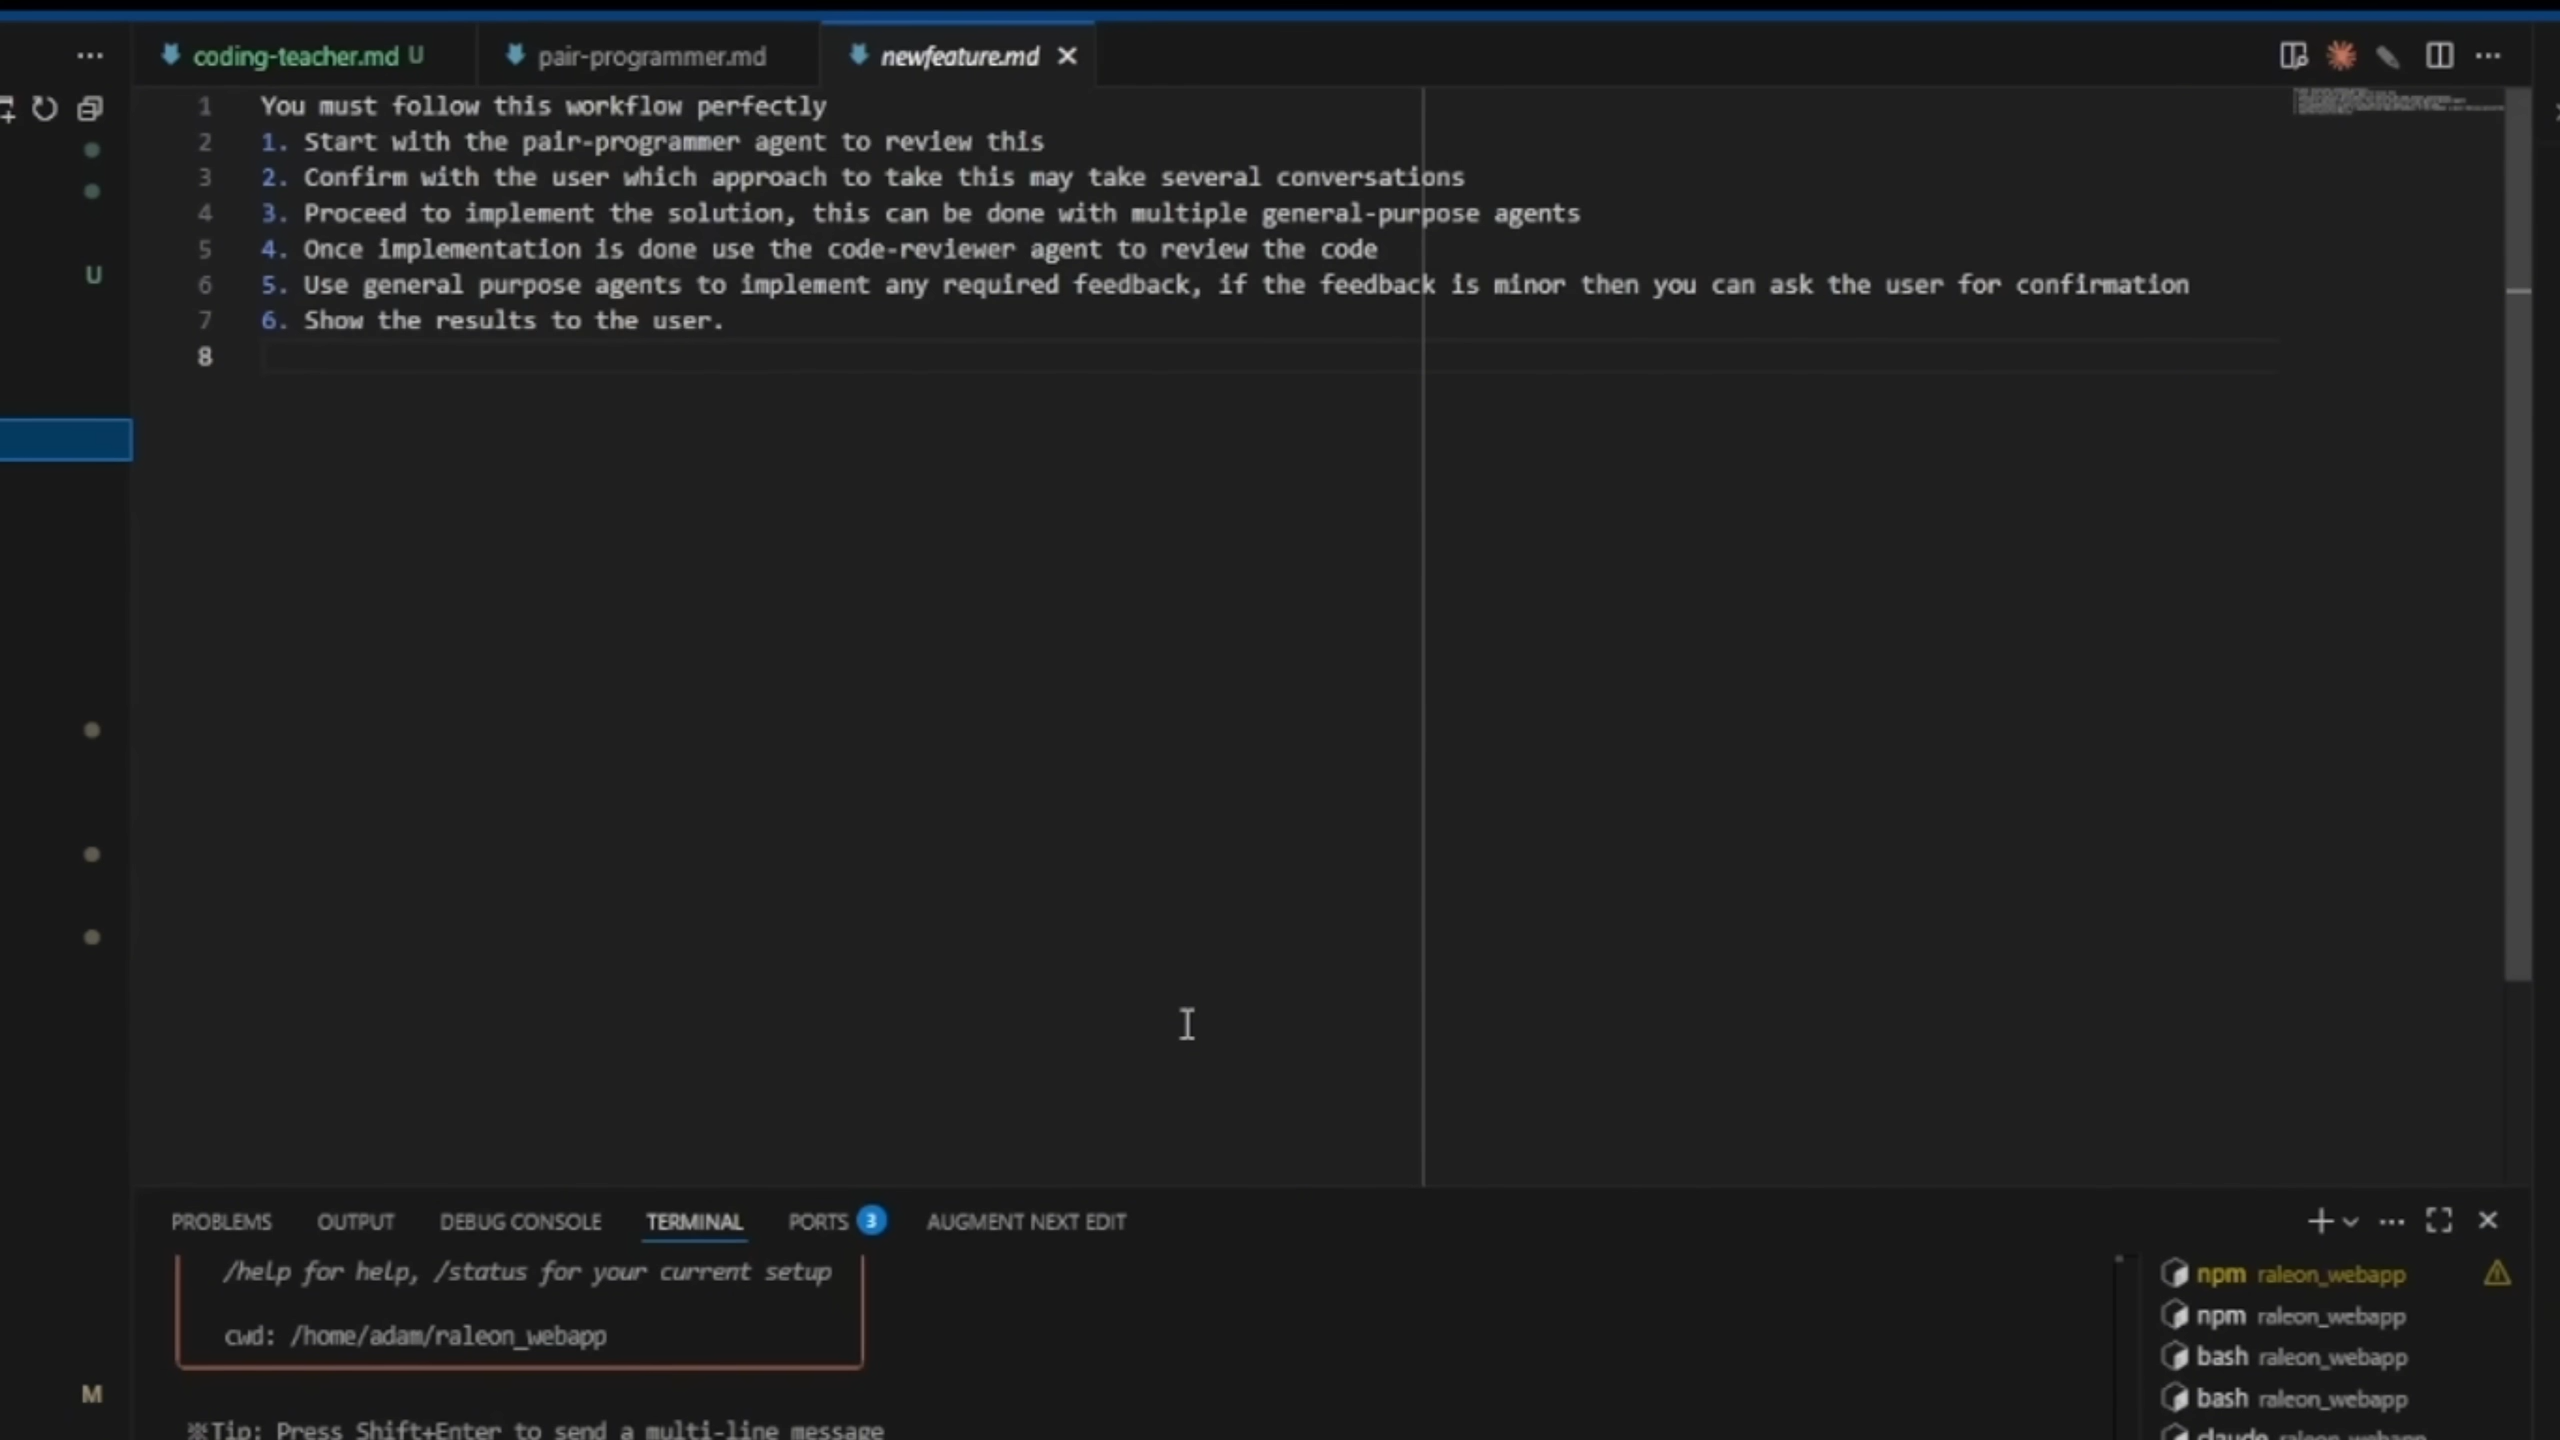 coding-teacher.md U
pair-programmer.md
newfeature.md
1 You must follow this workflow perfectly
2 1. Start with the pair-programmer agent to review this
3 2. Confirm with the user which approach to take this may take several conversations
4 3. Proceed to implement the solution, this can be done with multiple general-purpose agents
5 4. Once implementation is done use the code-reviewer agent to review the code
6 5. Use general purpose agents to implement any required feedback, if the feedback is minor then you can ask the user for confirmation
7 6. Show the results to the user.
8
U
M
PROBLEMS OUTPUT DEBUG CONSOLE TERMINAL PORTS 3 AUGMENT NEXT EDIT
/help for help, /status for your current setup
cwd: /home/adam/raleon_webapp
※Tip: Press Shift+Enter to send a multi-line message
npm raleon_webapp
npm raleon_webapp
bash raleon_webapp
bash raleon_webapp
claude raleon_webapp